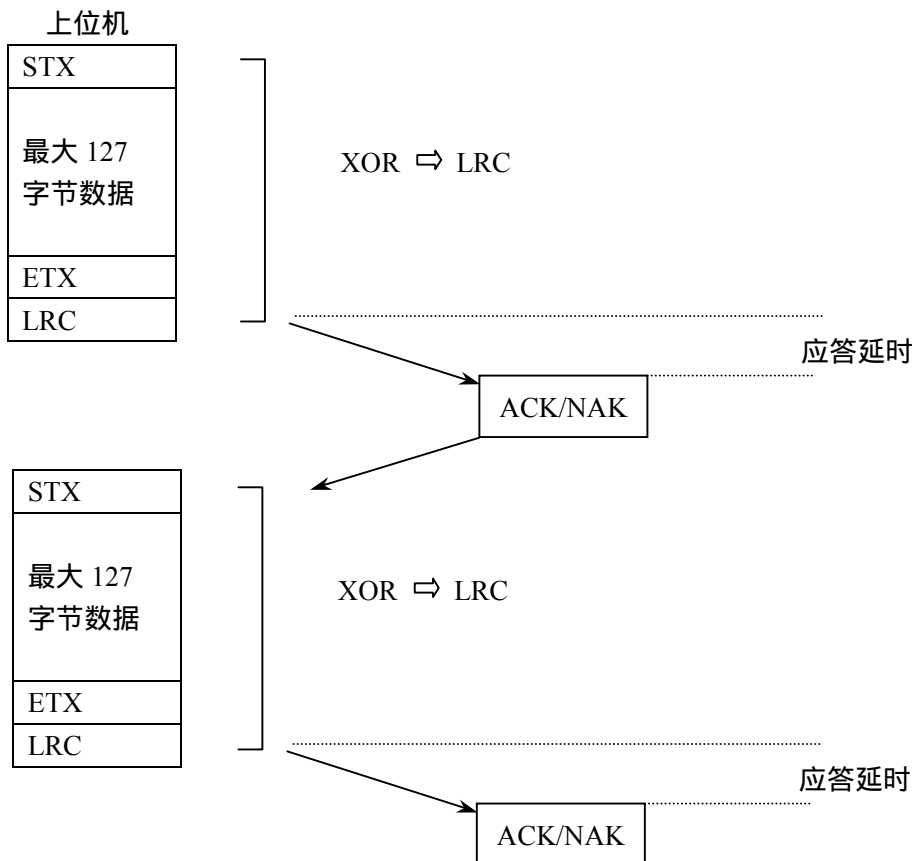 上位机
STX
最大 127
字节数据
XOR ⇨ LRC
ETX
LRC
应答延时
ACK/NAK
STX
最大 127
字节数据
XOR ⇨ LRC
ETX
LRC
应答延时
ACK/NAK